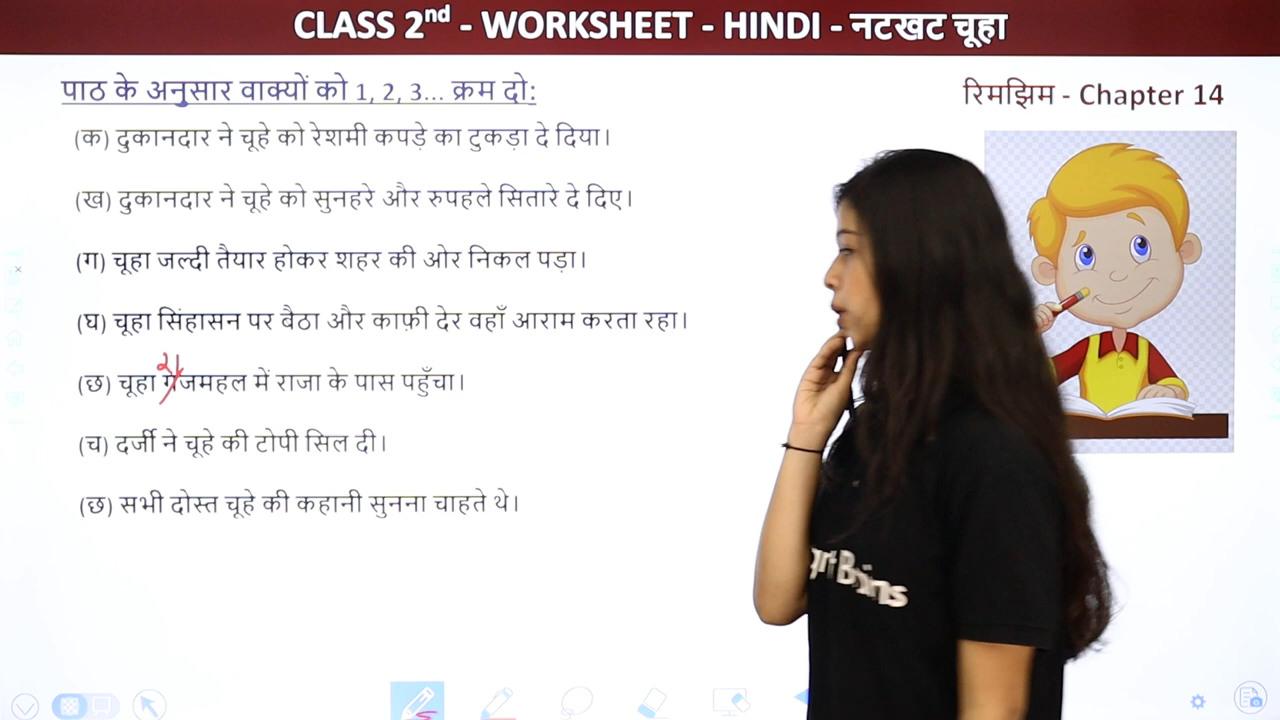 CLASS 2nd - WORKSHEET - HINDI - नटखट चूहा
पाठ के अनुसार वाक्यों को 1, 2, 3... क्रम दो:
रिमझिम - Chapter 14
(क) दुकानदार ने चूहे को रेशमी कपड़े का टुकड़ा दे दिया।
(ख) दुकानदार ने चूहे को सुनहरे और रुपहले सितारे दे दिए।
(ग) चूहा जल्दी तैयार होकर शहर की ओर निकल पड़ा।
(घ) चूहा सिंहासन पर बैठा और काफ़ी देर वहाँ आराम करता रहा।
(छ) चूहा गजमहल में राजा के पास पहुँचा।
रा
(च) दर्जी ने चूहे की टोपी सिल दी।
(छ) सभी दोस्त चूहे की कहानी सुनना चाहते थे।